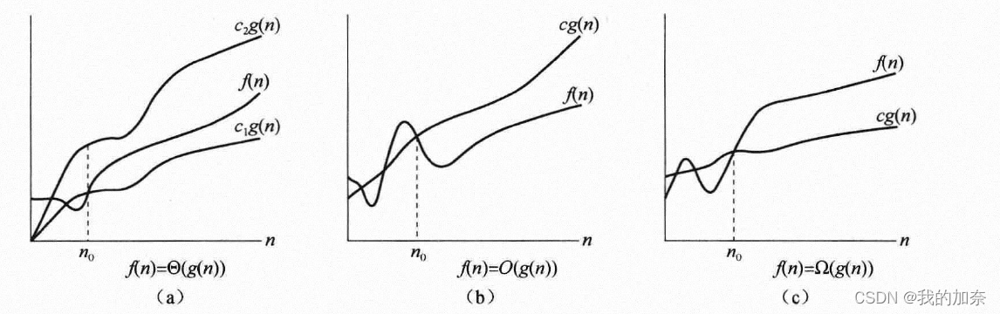 c₂g(n)
f(n)
c₁g(n)
n
n₀
f(n)=Θ(g(n))
(a)
cg(n)
f(n)
n
n₀
f(n)=O(g(n))
(b)
f(n)
cg(n)
n
n₀
f(n)=Ω(g(n))
(c)
CSDN @我的加奈